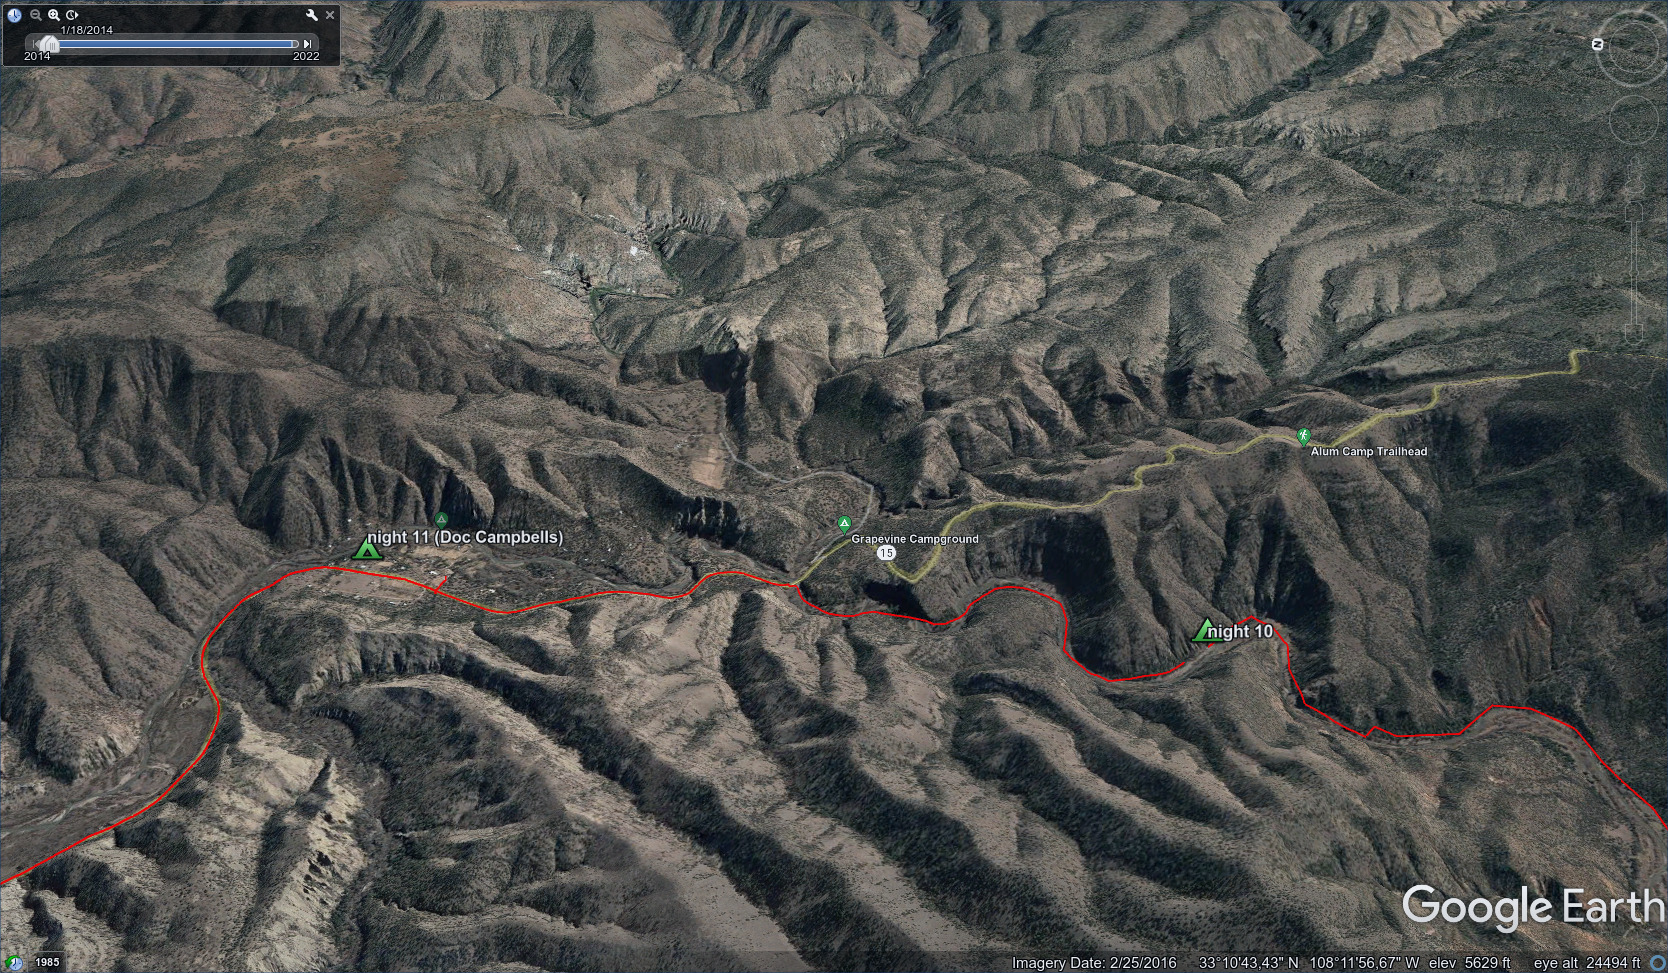 1/18/2014
2014
2022
N
Alum Camp Trailhead
night 11 (Doc Campbells)
Grapevine Campground
15
night 10
Google Earth
1985
Imagery Date: 2/25/2016 33°10'43,43" N 108°11'56,67" W elev 5629 ft eye alt 24494 ft